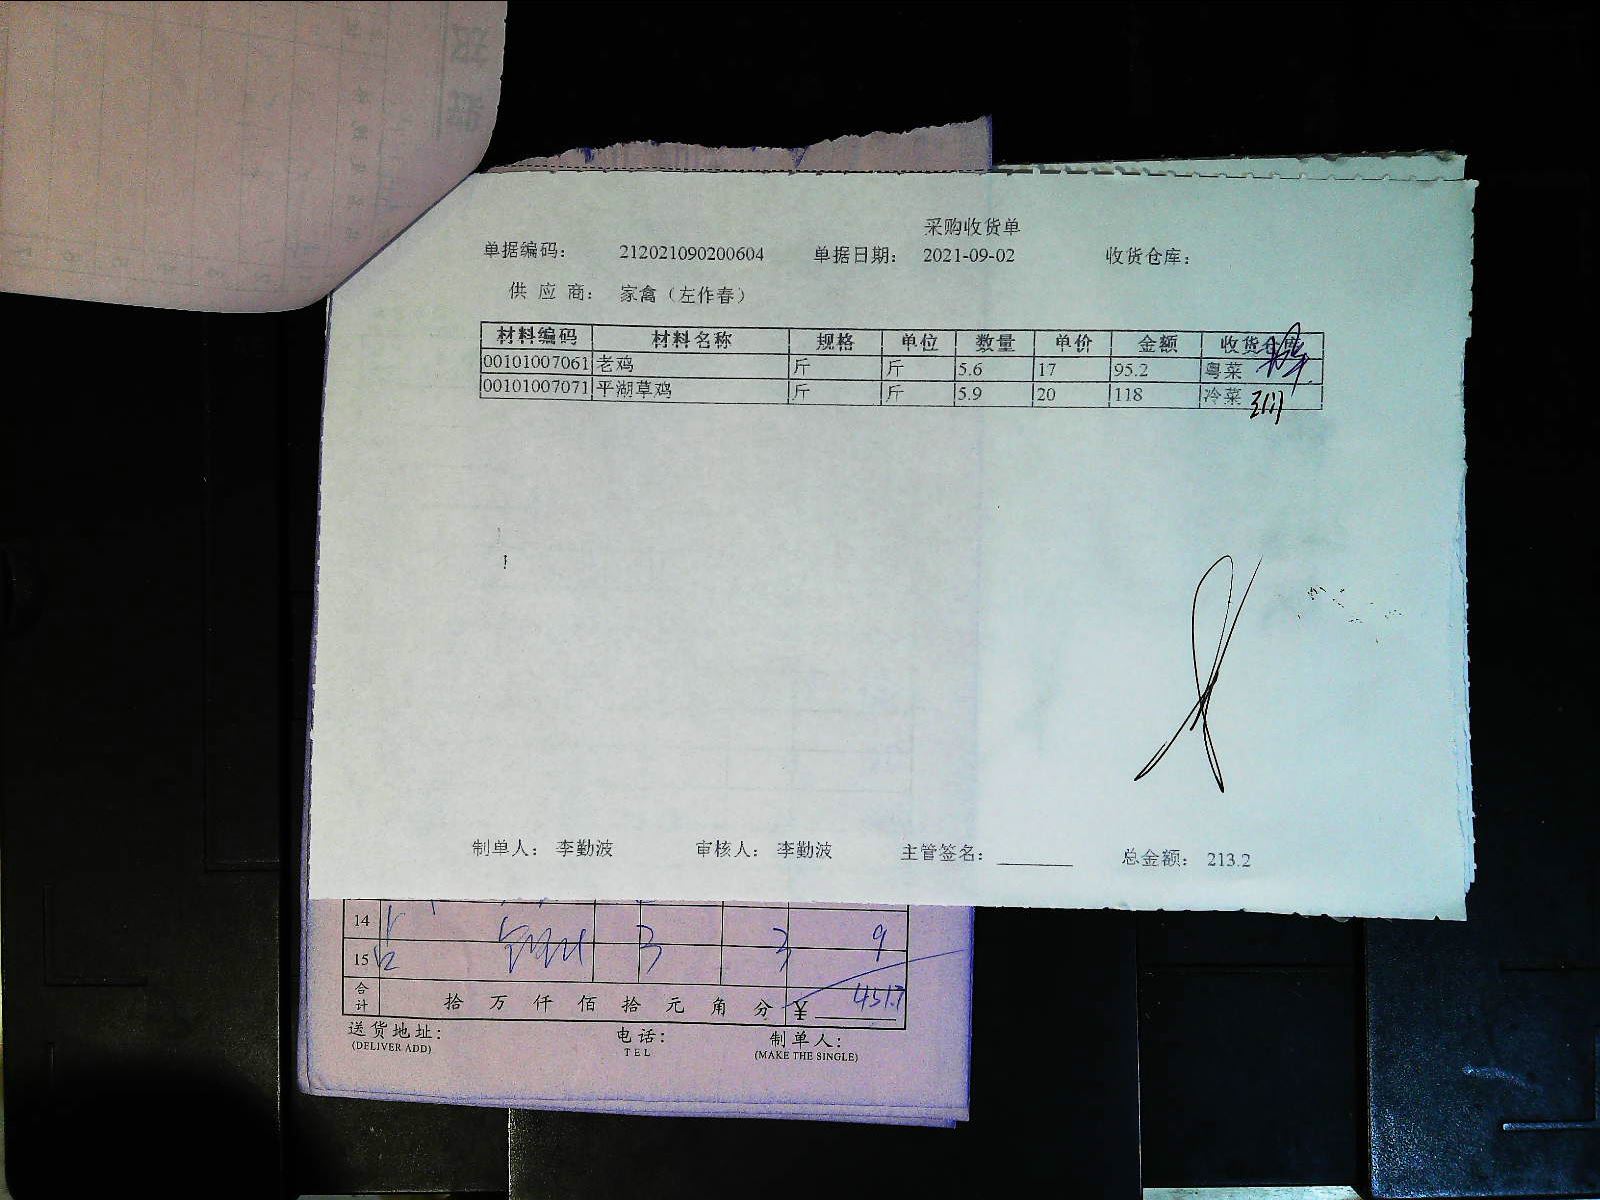 采购收货单
单据编码: 212021090200604 单据日期: 2021-09-02 收货仓库:
供 应 商: 家禽（左作春）
材料编码 材料名称 规格 单位 数量 单价 金额 收货仓库
00101007061 老鸡 斤 斤 5.6 17 95.2 粤菜
00101007071 平湖草鸡 斤 斤 5.9 20 118 冷菜
制单人: 李勤波 审核人: 李勤波 主管签名: 总金额: 213.2
14 9
15 3 3
合计 拾 万 仟 佰 拾 元 角 分 ¥
送货地址: 电话: 制单人:
(DELIVER ADD) TEL (MAKE THE SINGLE)